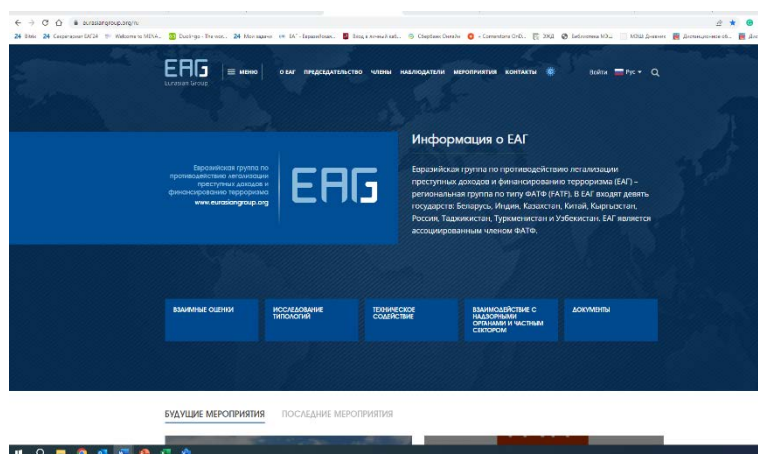 eurasiangroup.org/ru
EAG
Eurasian Group
МЕНЮ
О ЕАГ ПРЕДСЕДАТЕЛЬСТВО ЧЛЕНЫ НАБЛЮДАТЕЛИ МЕРОПРИЯТИЯ КОНТАКТЫ
Войти Рус
Евразийская группа по
противодействию легализации
преступных доходов и
финансированию терроризма
www.eurasiangroup.org
EAG
Информация о ЕАГ
Евразийская группа по противодействию легализации
преступных доходов и финансированию терроризма (ЕАГ) –
региональная группа по типу ФАТФ (FATF). В ЕАГ входят девять
государств: Беларусь, Индия, Казахстан, Китай, Кыргызстан,
Россия, Таджикистан, Туркменистан и Узбекистан. ЕАГ является
ассоциированным членом ФАТФ.
ВЗАИМНЫЕ ОЦЕНКИ
ИССЛЕДОВАНИЕ
ТИПОЛОГИЙ
ТЕХНИЧЕСКОЕ
СОДЕЙСТВИЕ
ВЗАИМОДЕЙСТВИЕ С
НАДЗОРНЫМИ
ОРГАНАМИ И ЧАСТНЫМ
СЕКТОРОМ
ДОКУМЕНТЫ
БУДУЩИЕ МЕРОПРИЯТИЯ
ПОСЛЕДНИЕ МЕРОПРИЯТИЯ